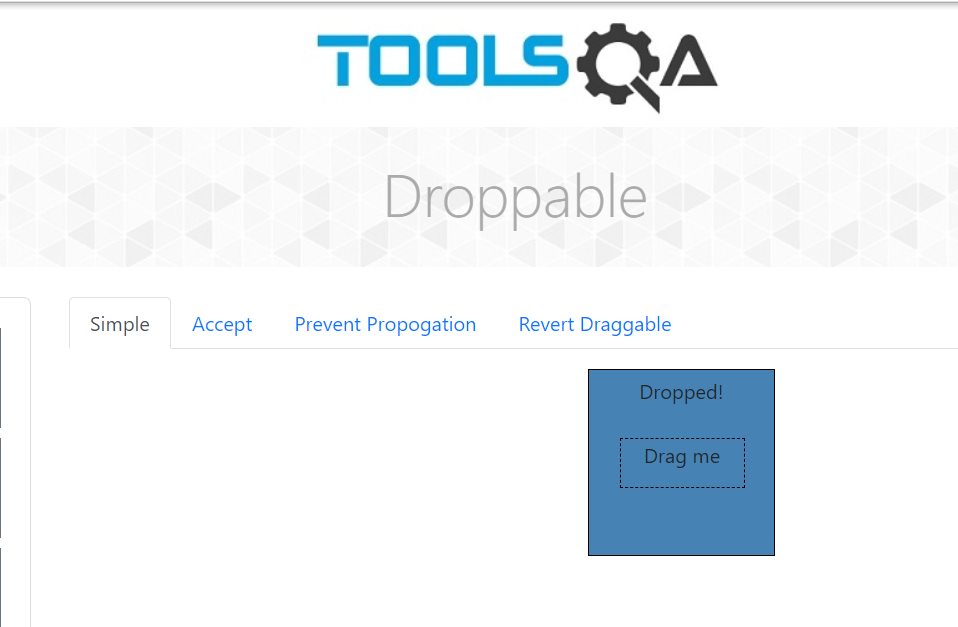 TOOLSQA
Droppable
Simple Accept Prevent Propogation Revert Draggable
Dropped!
Drag me